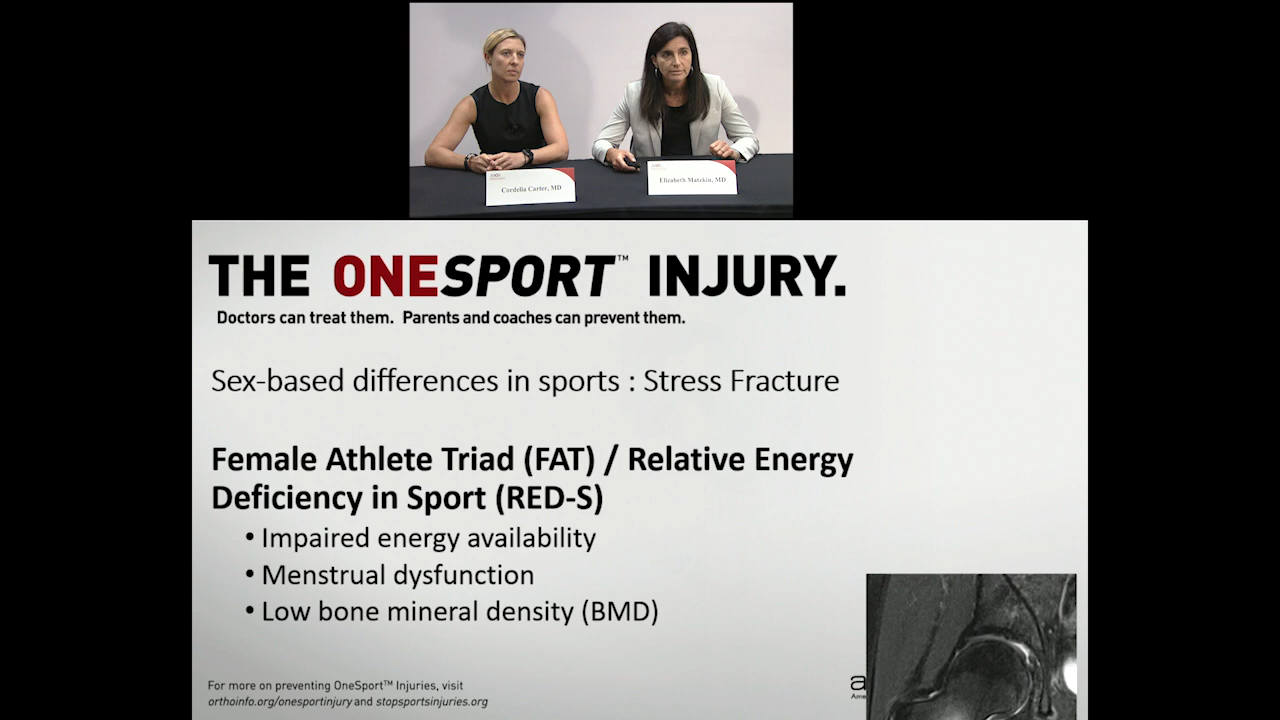 Cordelia Carter, MD
Elizabeth Matzkin, MD
THE ONESPORT™ INJURY.
Doctors can treat them. Parents and coaches can prevent them.
Sex-based differences in sports : Stress Fracture
Female Athlete Triad (FAT) / Relative Energy
Deficiency in Sport (RED-S)
• Impaired energy availability
• Menstrual dysfunction
• Low bone mineral density (BMD)
For more on preventing OneSport™ Injuries, visit
orthoinfo.org/onesportinjury and stopsportsinjuries.org